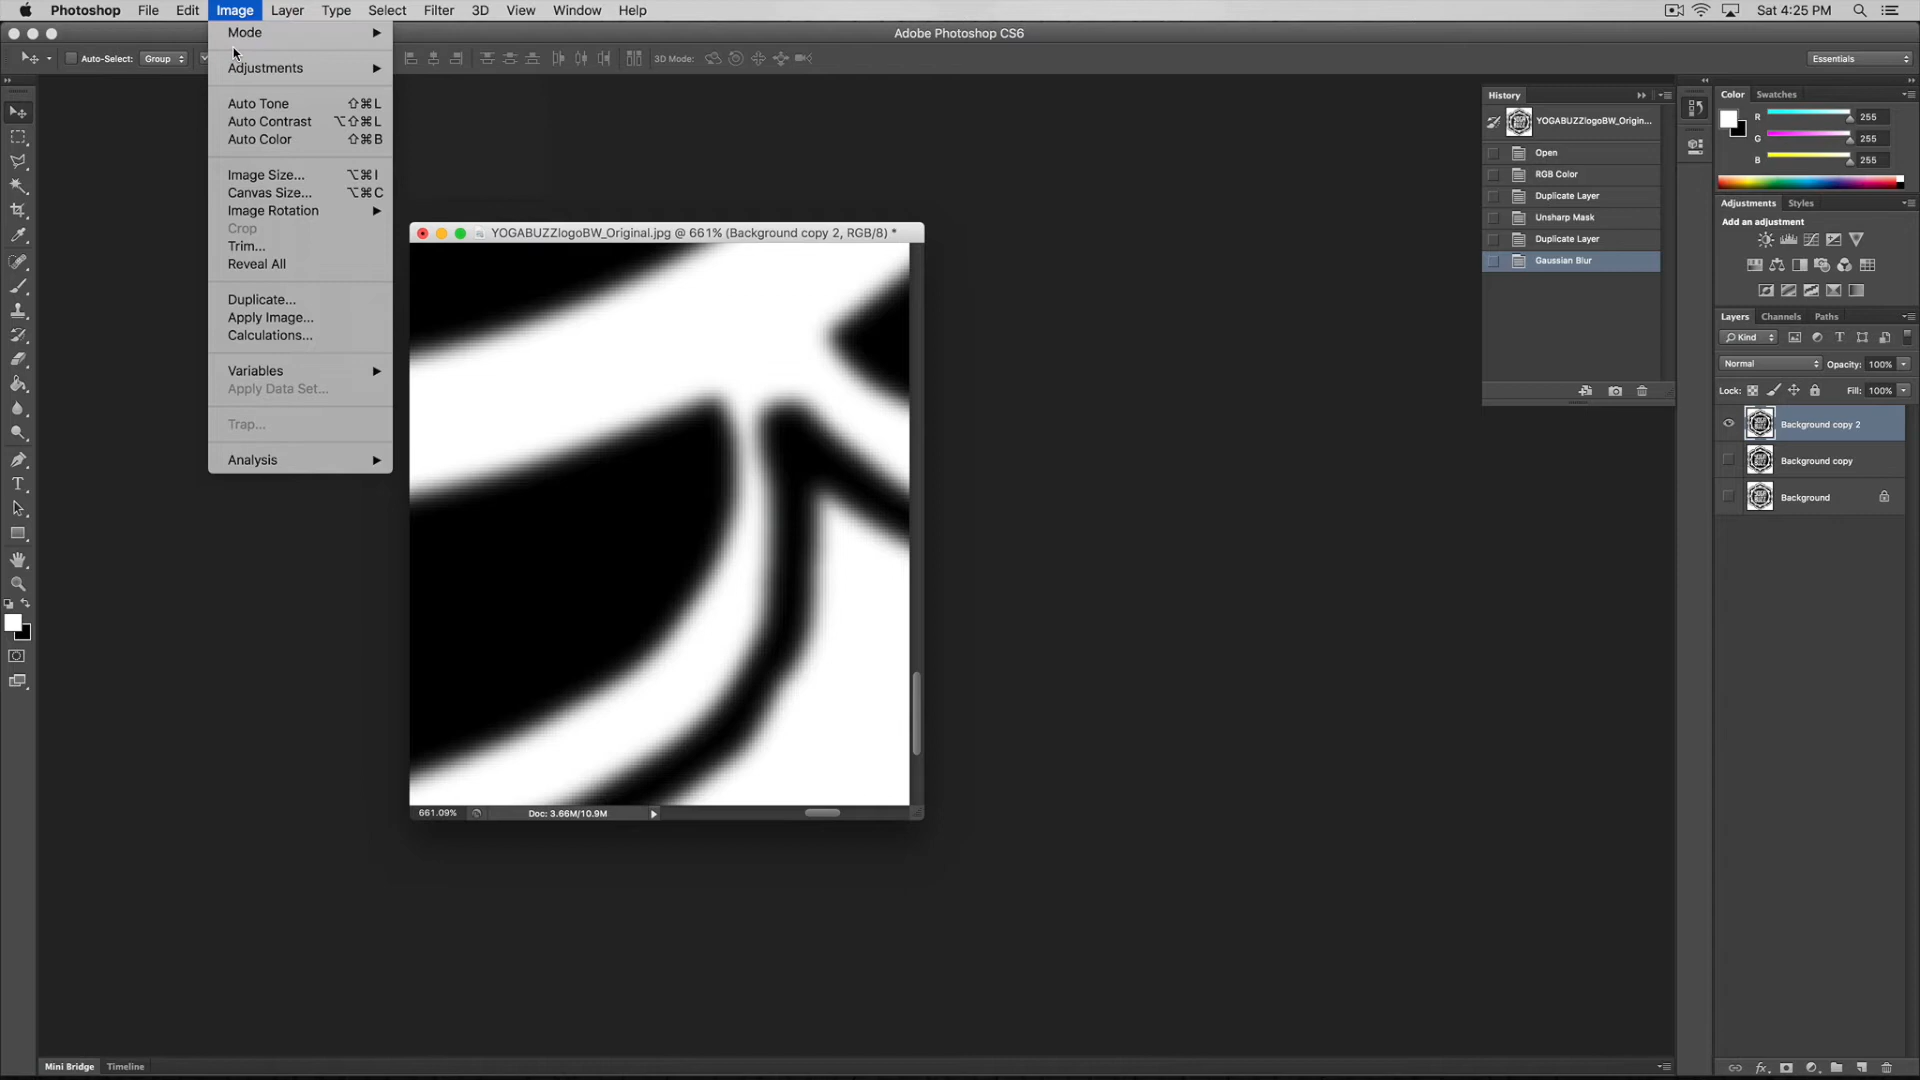 Photoshop File Edit Image Layer Type Select Filter 3D View Window Help Sat 4:25 PM
Adobe Photoshop CS6
Auto-Select: Group 3D Mode: Essentials
Mode
Adjustments
Auto Tone ⇧⌘L
Auto Contrast ⌥⇧⌘L
Auto Color ⇧⌘B
Image Size... ⌥⌘I
Canvas Size... ⌥⌘C
Image Rotation
Crop
Trim...
Reveal All
Duplicate...
Apply Image...
Calculations...
Variables
Apply Data Set...
Trap...
Analysis
YOGABUZZlogoBW_Original.jpg @ 661% (Background copy 2, RGB/8) *
661.09% Doc: 3.66M/10.9M
History
YOGABUZZlogoBW_Origin...
Open
RGB Color
Duplicate Layer
Unsharp Mask
Duplicate Layer
Gaussian Blur
Color Swatches
R 255
G 255
B 255
Adjustments Styles
Add an adjustment
Layers Channels Paths
Kind
Normal Opacity: 100%
Lock: Fill: 100%
Background copy 2
Background copy
Background
Mini Bridge Timeline